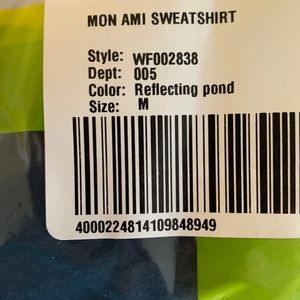 MON AMI SWEATSHIRT
Style: WF002838
Dept: 005
Color: Reflecting pond
Size: M
4000224814109848949